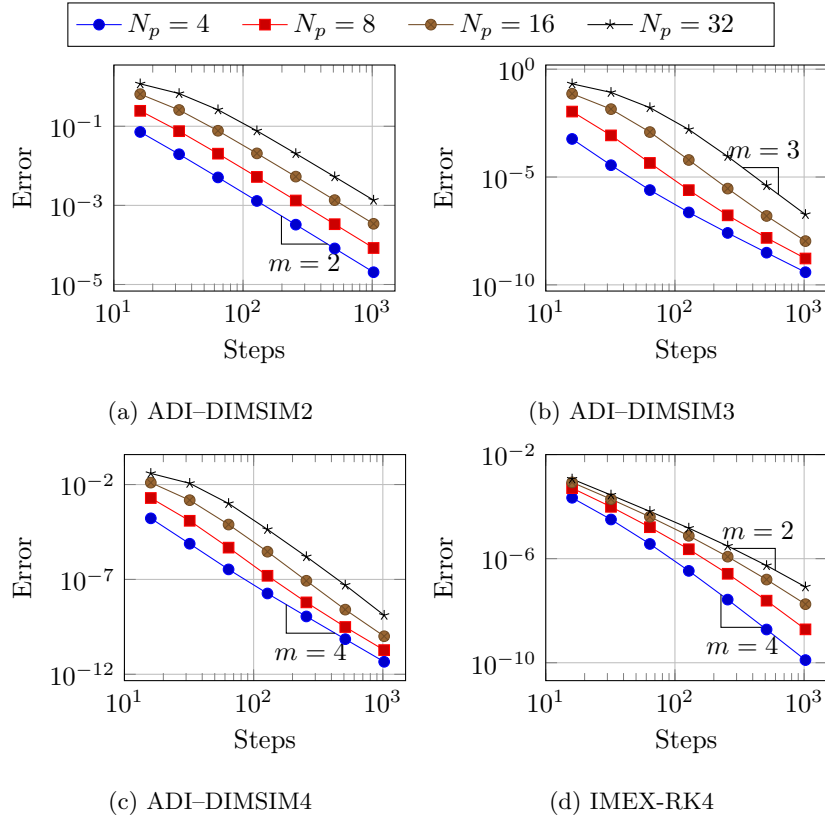 N_p = 4 N_p = 8 N_p = 16 N_p = 32
10^{-1}
10^{-3}
10^{-5}
10^1 10^2 10^3
Error
Steps
m = 2
(a) ADI–DIMSIM2
10^0
10^{-5}
10^{-10}
10^1 10^2 10^3
Error
Steps
m = 3
(b) ADI–DIMSIM3
10^{-2}
10^{-7}
10^{-12}
10^1 10^2 10^3
Error
Steps
m = 4
(c) ADI–DIMSIM4
10^{-2}
10^{-6}
10^{-10}
10^1 10^2 10^3
Error
Steps
m = 2
m = 4
(d) IMEX-RK4